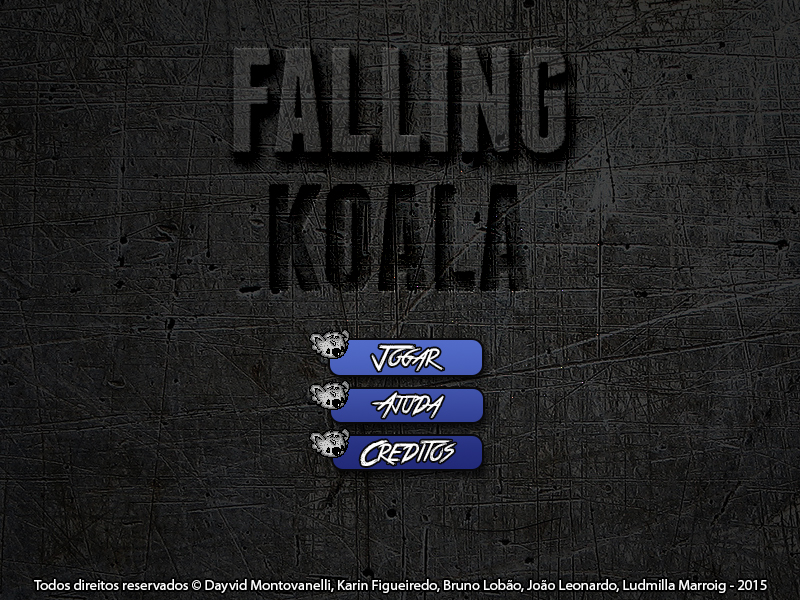 FALLING
KOALA
JOGAR
AJUDA
CREDITOS
Todos direitos reservados © Dayvid Montovanelli, Karin Figueiredo, Bruno Lobão, João Leonardo, Ludmilla Marroig - 2015